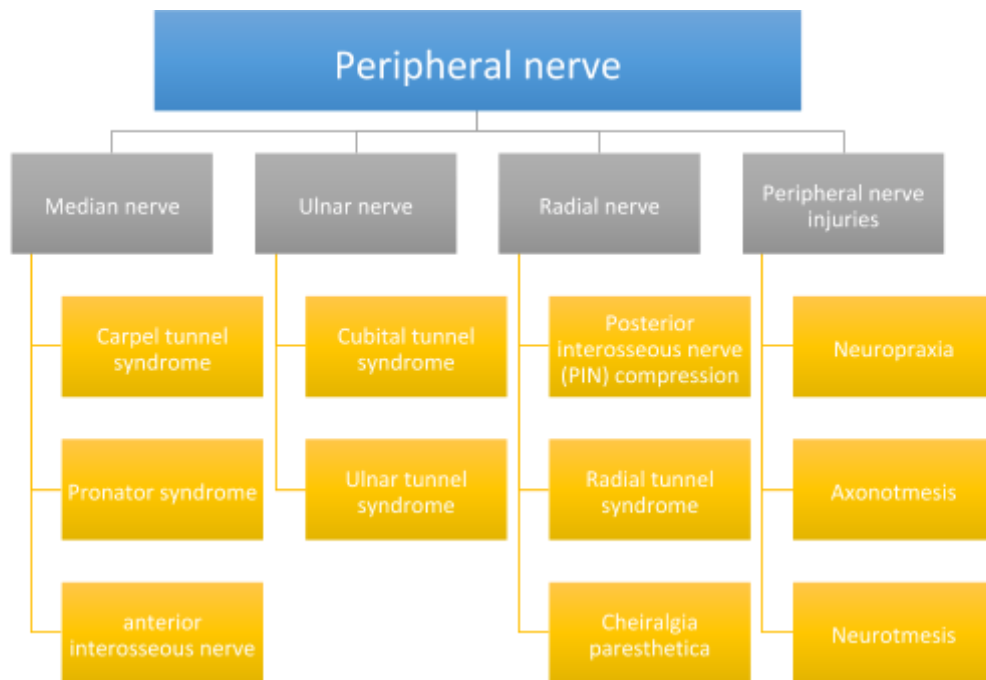 Peripheral nerve
Median nerve
Ulnar nerve
Radial nerve
Peripheral nerve
injuries
Carpel tunnel
syndrome
Pronator syndrome
anterior
interosseous nerve
Cubital tunnel
syndrome
Ulnar tunnel
syndrome
Posterior
interosseous nerve
(PIN) compression
Radial tunnel
syndrome
Cheiralgia
paresthetica
Neuropraxia
Axonotmesis
Neurotmesis